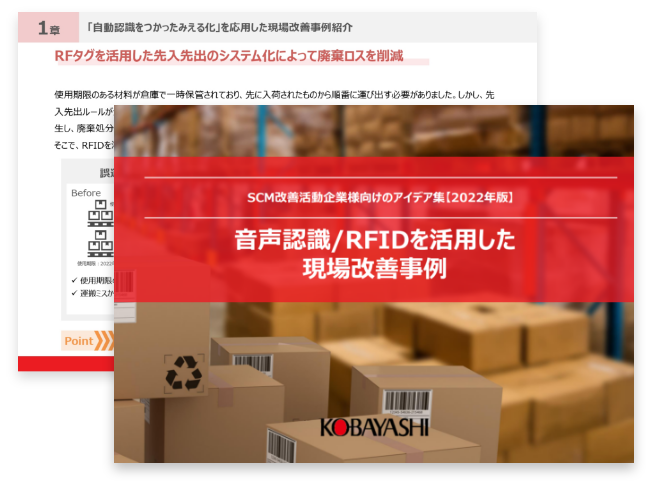 1章
「自動認識をつかったみえる化」を応用した現場改善事例紹介
RFタグを活用した先入先出のシステム化によって廃棄ロスを削減
使用期限のある材料が倉庫で一時保管されており、先に入荷されたものから順番に運び出す必要がありました。しかし、先
入先出ルールが
生し、廃棄処分
そこで、RFIDを
Before
✓ 使用期限
✓ 運搬ミスが
Point
SCM改善活動企業様向けのアイデア集【2022年版】
音声認識/RFIDを活用した
現場改善事例
KOBAYASHI